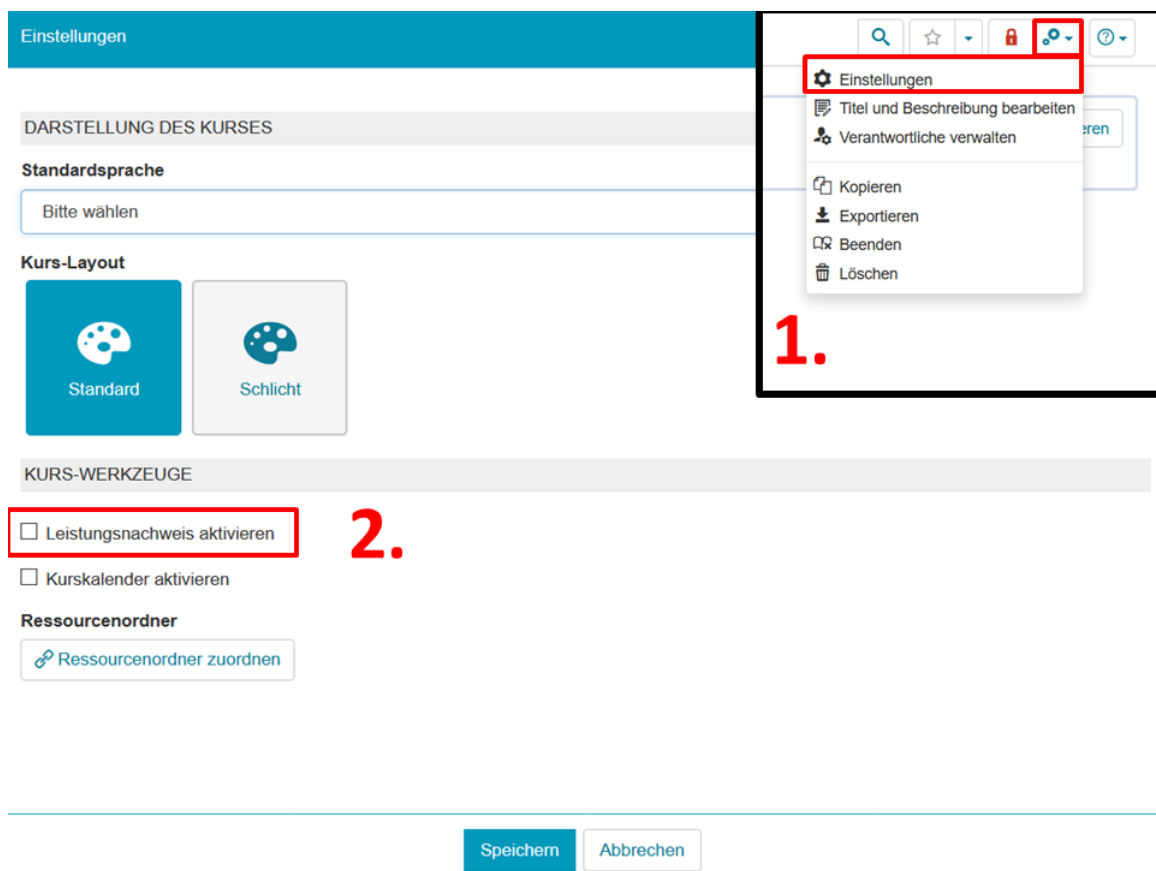 Einstellungen
Einstellungen
Titel und Beschreibung bearbeiten
Verantwortliche verwalten
eren
Kopieren
Exportieren
Beenden
Löschen
1.
DARSTELLUNG DES KURSES
Standardsprache
Bitte wählen
Kurs-Layout
Standard
Schlicht
KURS-WERKZEUGE
Leistungsnachweis aktivieren
2.
Kurskalender aktivieren
Ressourcenordner
Ressourcenordner zuordnen
Speichern
Abbrechen